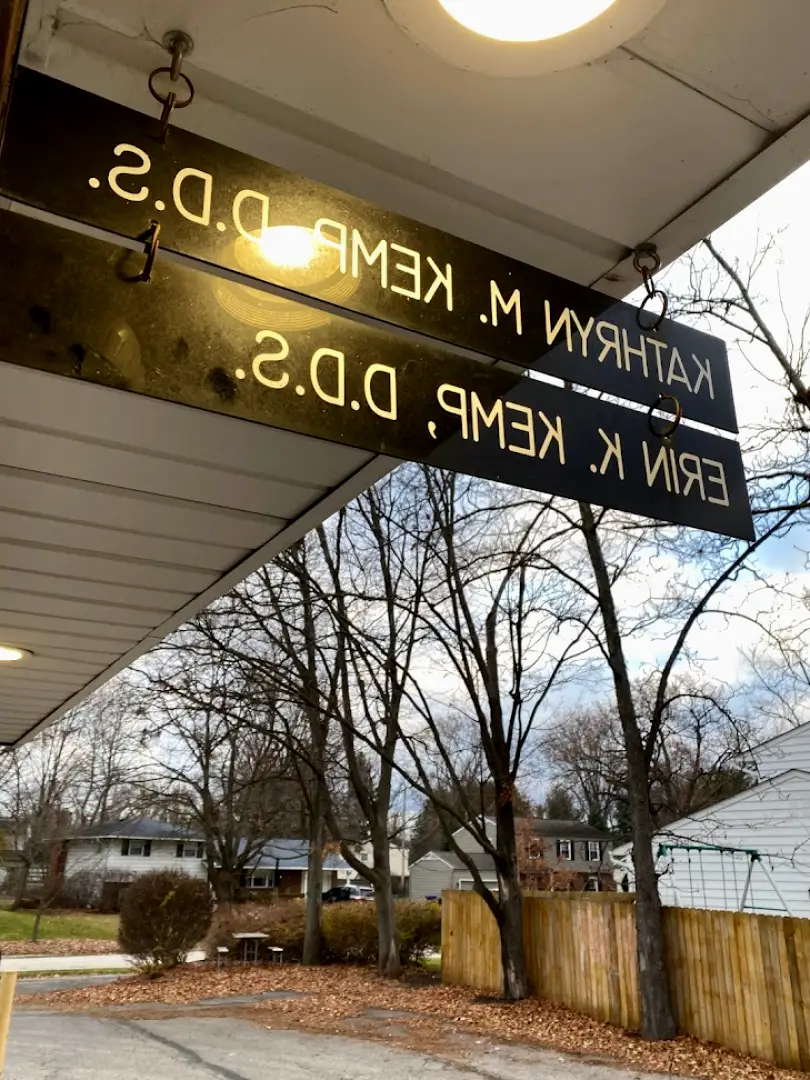 KATHRYN M. KEMP, D.D.S.
ERIN K. KEMP, D.D.S.